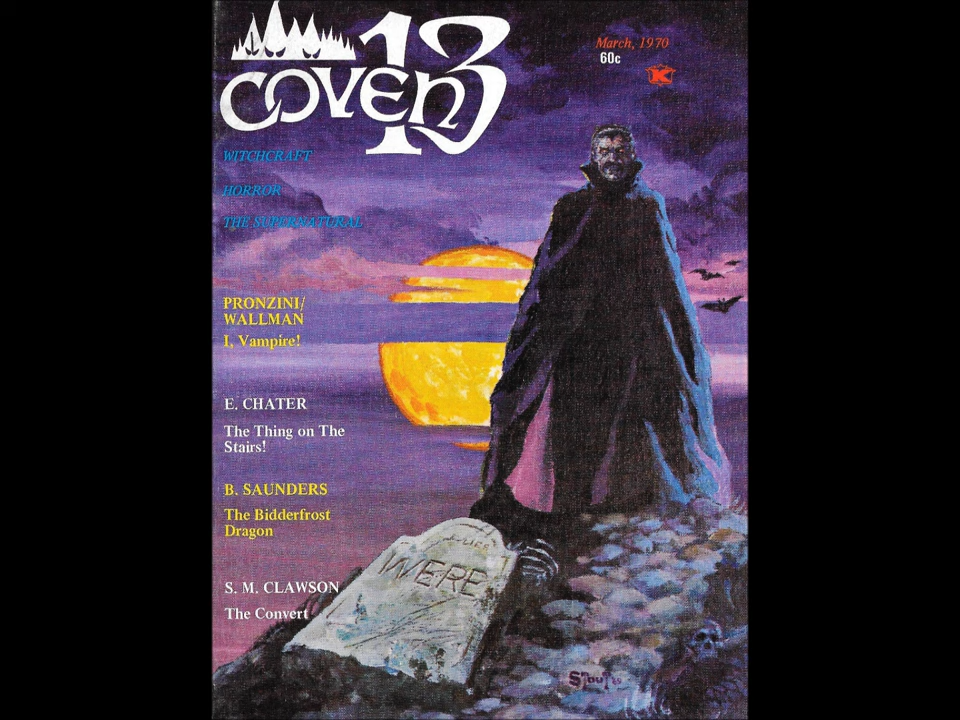 COVEN 13
March, 1970
60c
K
WITCHCRAFT
HORROR
THE SUPERNATURAL
PRONZINI/
WALLMAN
I, Vampire!
E. CHATER
The Thing on The
Stairs!
B. SAUNDERS
The Bidderfrost
Dragon
S. M. CLAWSON
The Convert
WERE
STOUT